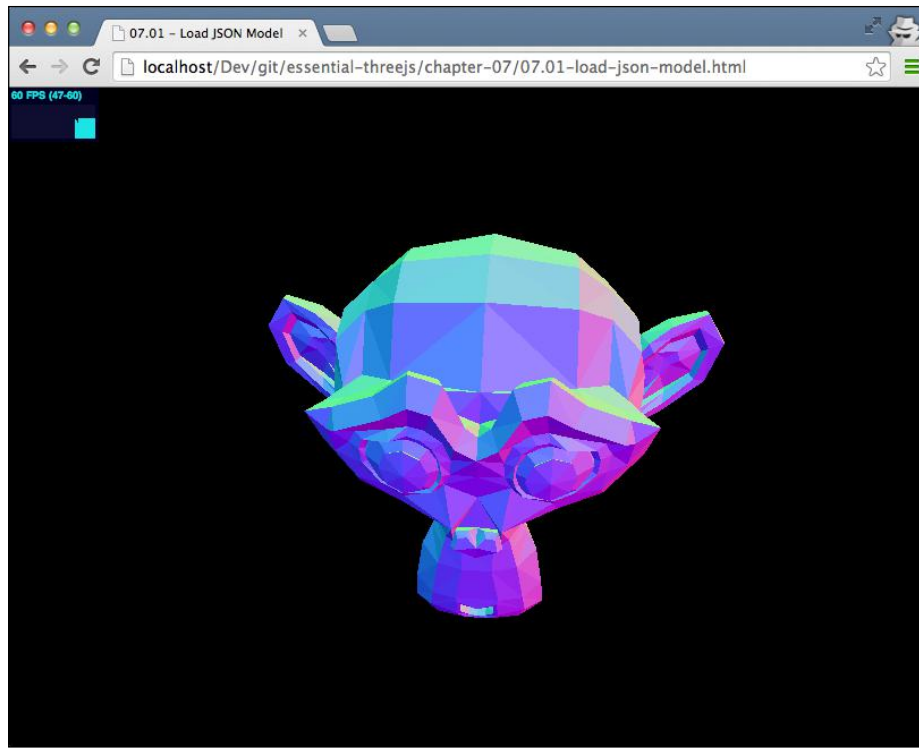 07.01 – Load JSON Model
localhost/Dev/git/essential-threejs/chapter-07/07.01-load-json-model.html
60 FPS (47-60)